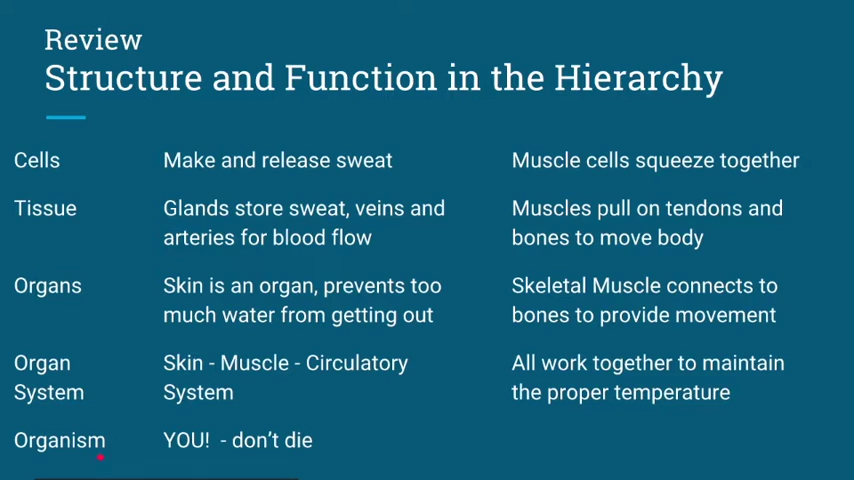 Review
Structure and Function in the Hierarchy
Cells
Make and release sweat
Muscle cells squeeze together
Tissue
Glands store sweat, veins and
arteries for blood flow
Muscles pull on tendons and
bones to move body
Organs
Skin is an organ, prevents too
much water from getting out
Skeletal Muscle connects to
bones to provide movement
Organ
System
Skin - Muscle - Circulatory
System
All work together to maintain
the proper temperature
Organism
YOU! - don't die